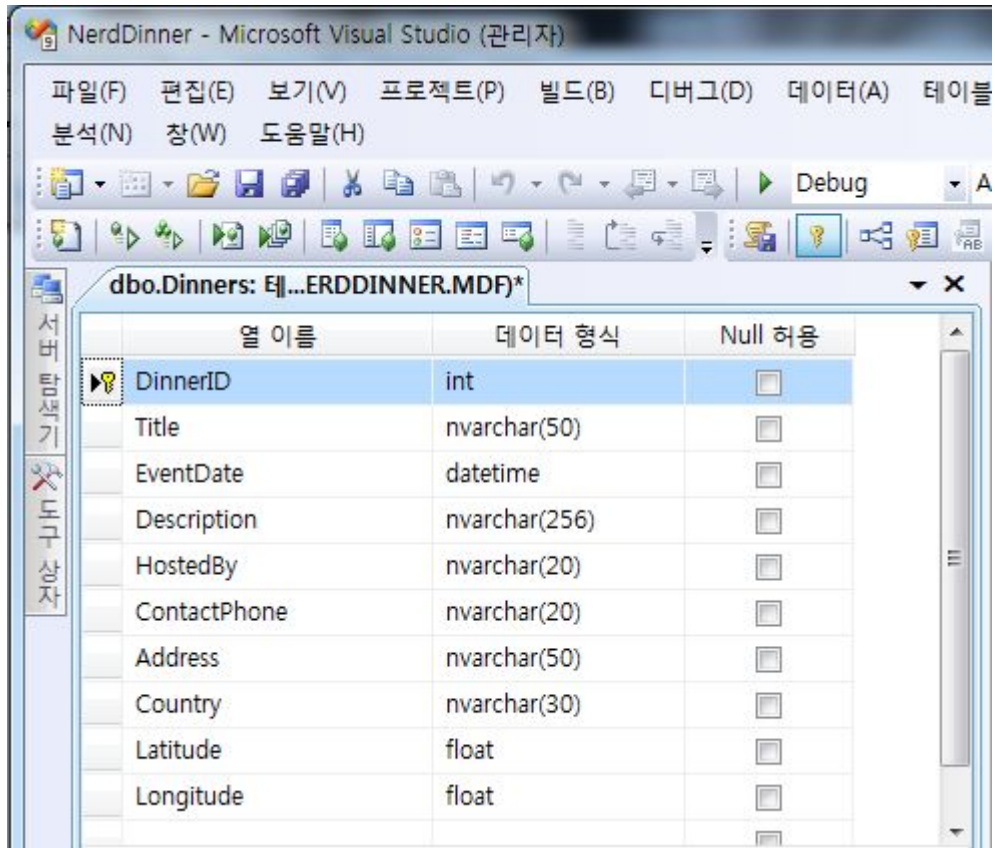 NerdDinner - Microsoft Visual Studio (관리자)
파일(F) 편집(E) 보기(V) 프로젝트(P) 빌드(B) 디버그(D) 데이터(A) 테이블
분석(N) 창(W) 도움말(H)
Debug A
dbo.Dinners: 테...ERDDINNER.MDF)*
서버 탐색기
도구 상자
열 이름 데이터 형식 Null 허용
DinnerID int
Title nvarchar(50)
EventDate datetime
Description nvarchar(256)
HostedBy nvarchar(20)
ContactPhone nvarchar(20)
Address nvarchar(50)
Country nvarchar(30)
Latitude float
Longitude float